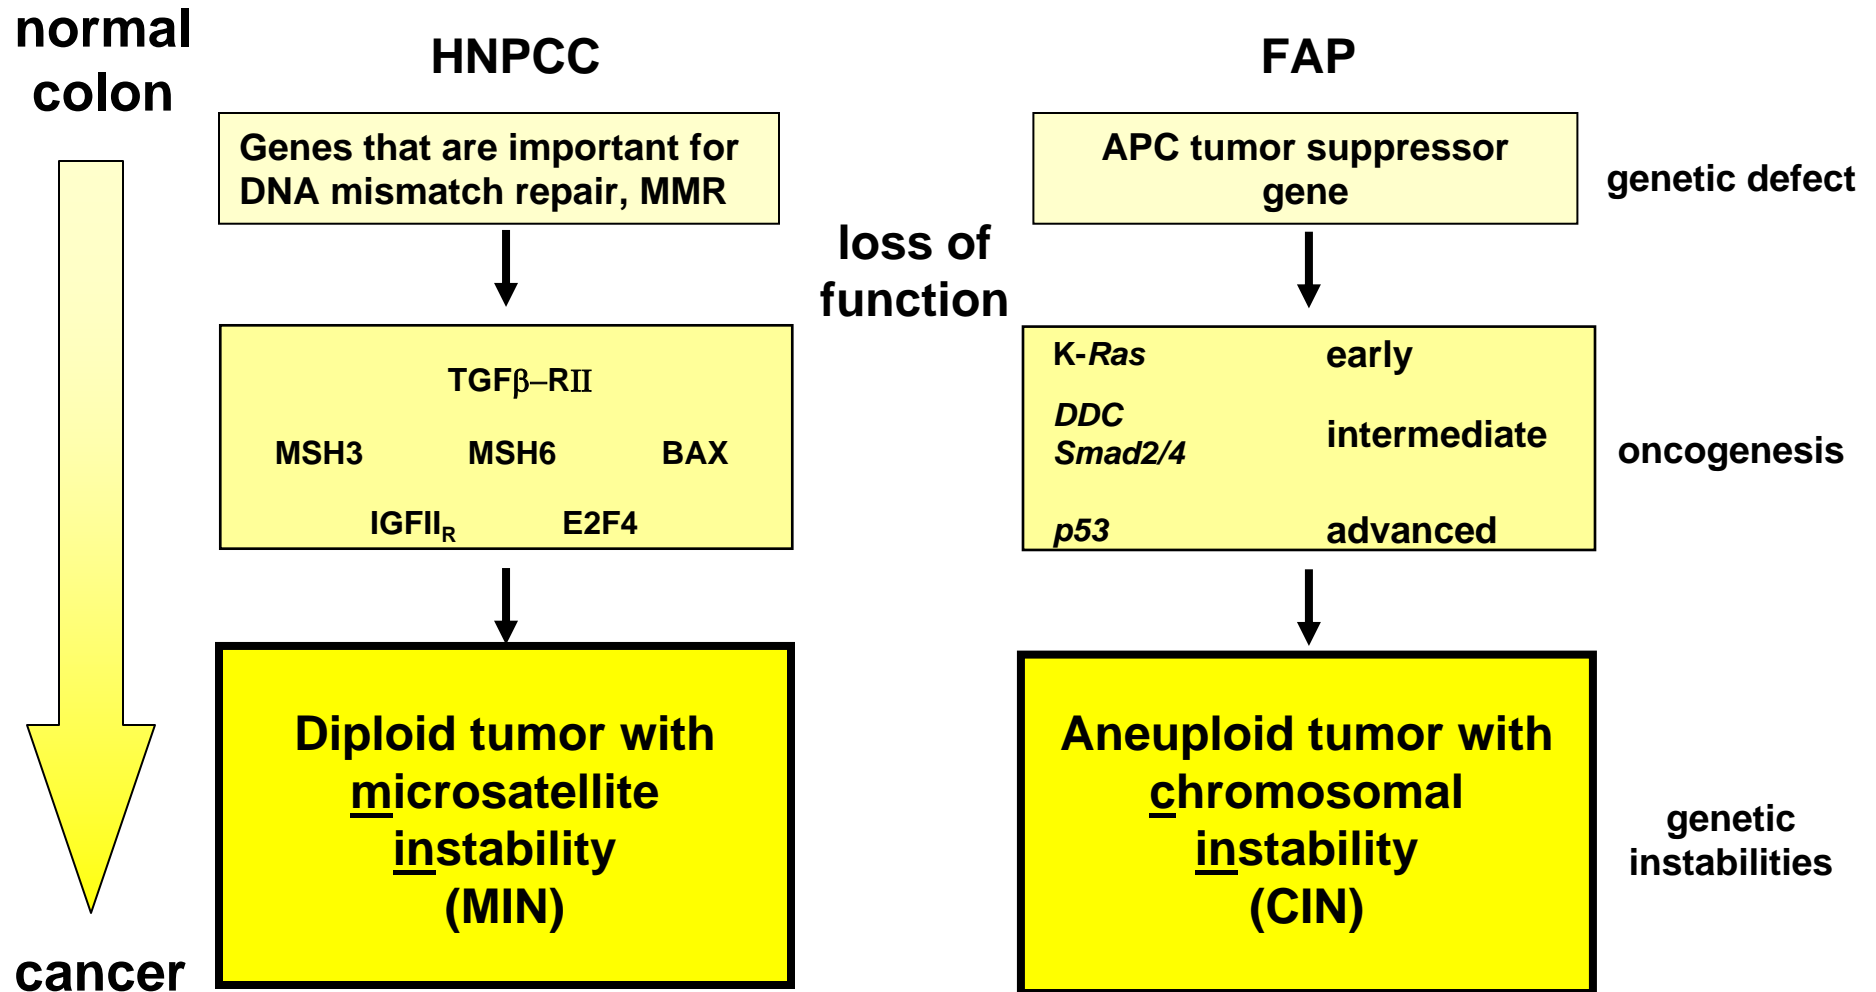 normal
colon
HNPCC
FAP
Genes that are important for
DNA mismatch repair, MMR
APC tumor suppressor
gene
genetic defect
loss of
function
TGFβ–RII
MSH3 MSH6 BAX
IGFIIR E2F4
K-Ras early
DDC
Smad2/4
intermediate
p53 advanced
oncogenesis
Diploid tumor with
microsatellite
instability
(MIN)
Aneuploid tumor with
chromosomal
instability
(CIN)
genetic
instabilities
cancer